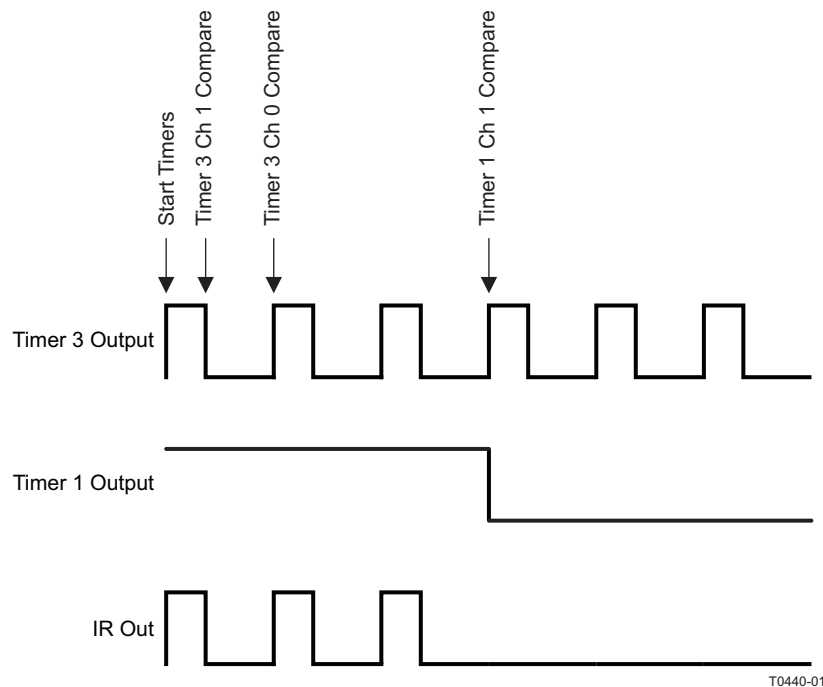 Start Timers
Timer 3 Ch 1 Compare
Timer 3 Ch 0 Compare
Timer 1 Ch 1 Compare
Timer 3 Output
Timer 1 Output
IR Out
T0440-01